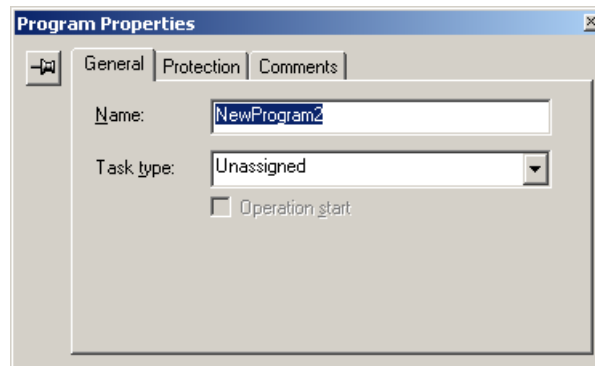 Program Properties
General Protection Comments
Name: NewProgram2
Task type: Unassigned
Operation start